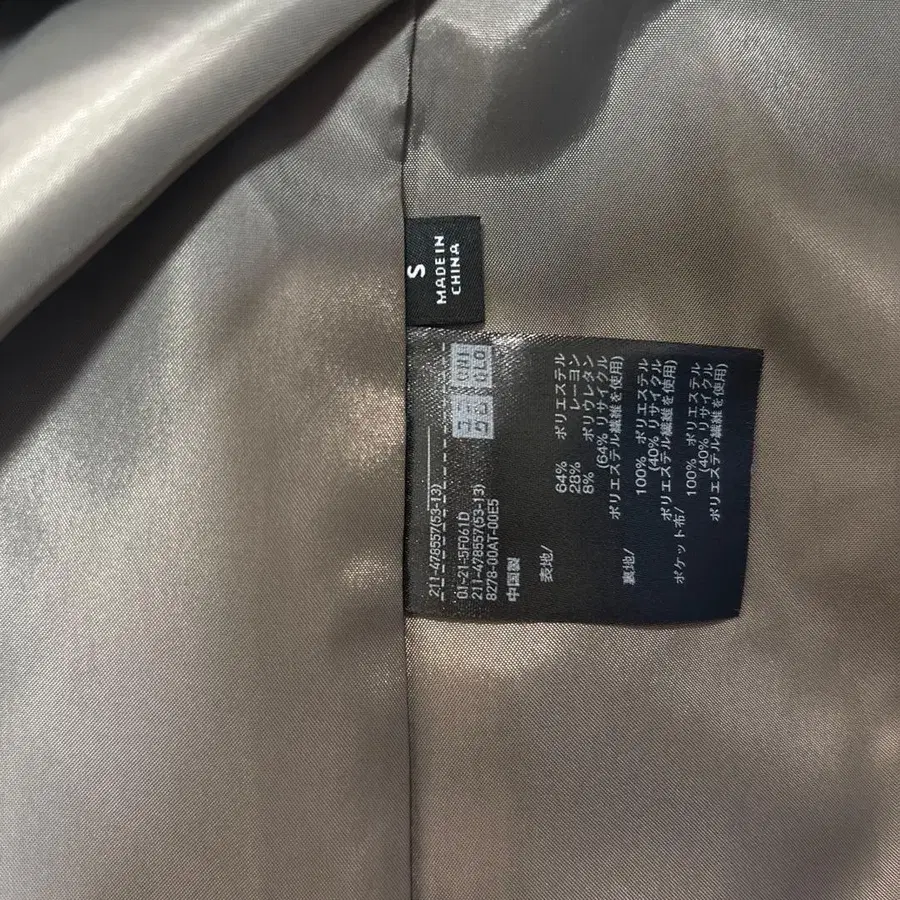 S
MADE IN
CHINA
211-478557(53-13)
UNI
QLO
ユニ
クロ
01-21-5F061D
211-478557(53-13)
8278-00AT-00E5
中国製
表地/ 64% ポリエステル
28% レーヨン
8% ポリウレタン
(64% リサイクル
ポリエステル繊維を使用)
裏地/ 100% ポリエステル
(40% リサイクル
ポリエステル繊維を使用)
ポケット布/ 100% ポリエステル
(40% リサイクル
ポリエステル繊維を使用)